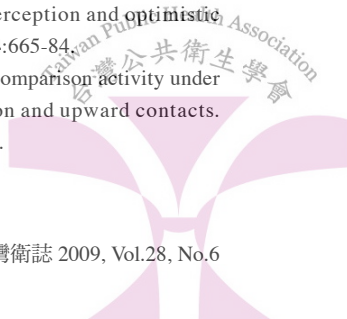 erception and optimistic
:665-84.
omparison activity under
on and upward contacts.
.
灣衛誌 2009, Vol.28, No.6
Taiwan Public Health Association
台灣公共衛生學會